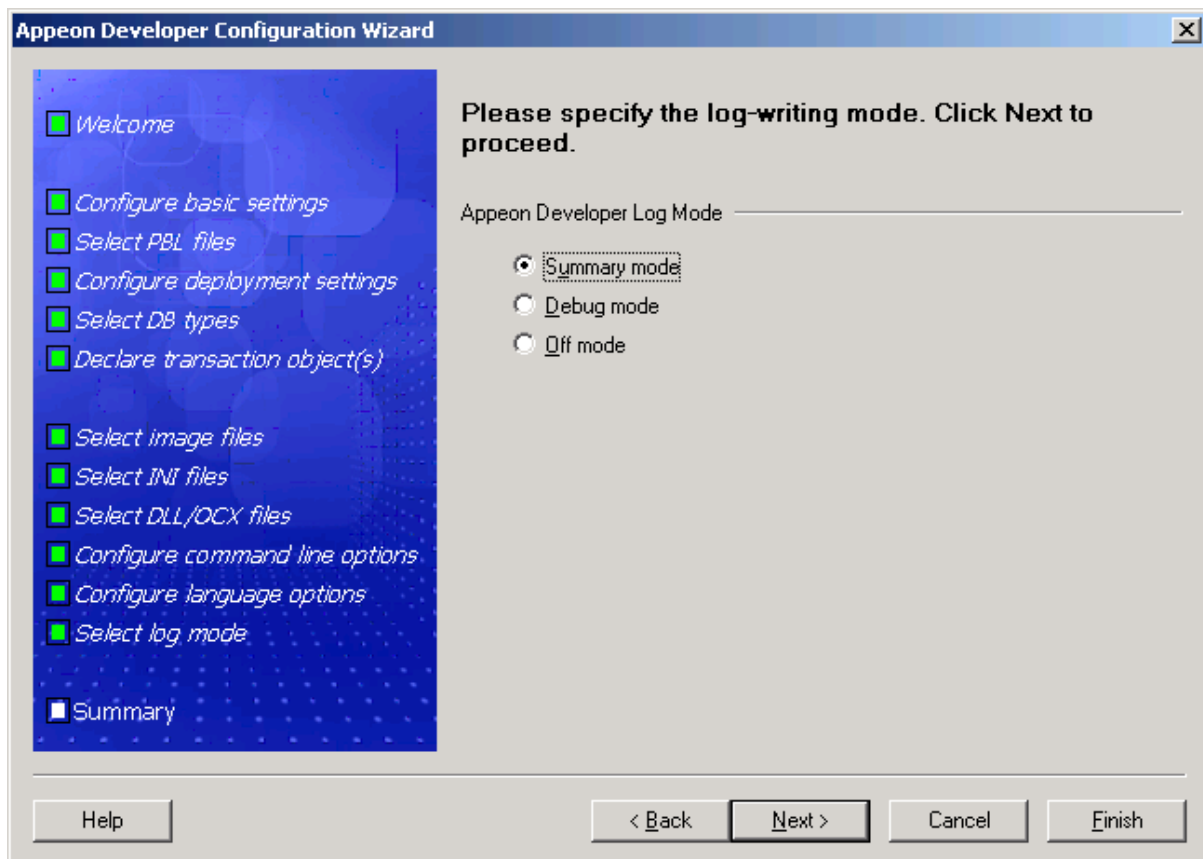 Appeon Developer Configuration Wizard
Welcome
Configure basic settings
Select PBL files
Configure deployment settings
Select DB types
Declare transaction object(s)
Select image files
Select INI files
Select DLL/OCX files
Configure command line options
Configure language options
Select log mode
Summary
Please specify the log-writing mode. Click Next to
proceed.
Appeon Developer Log Mode
Summary mode
Debug mode
Off mode
Help
< Back
Next >
Cancel
Finish